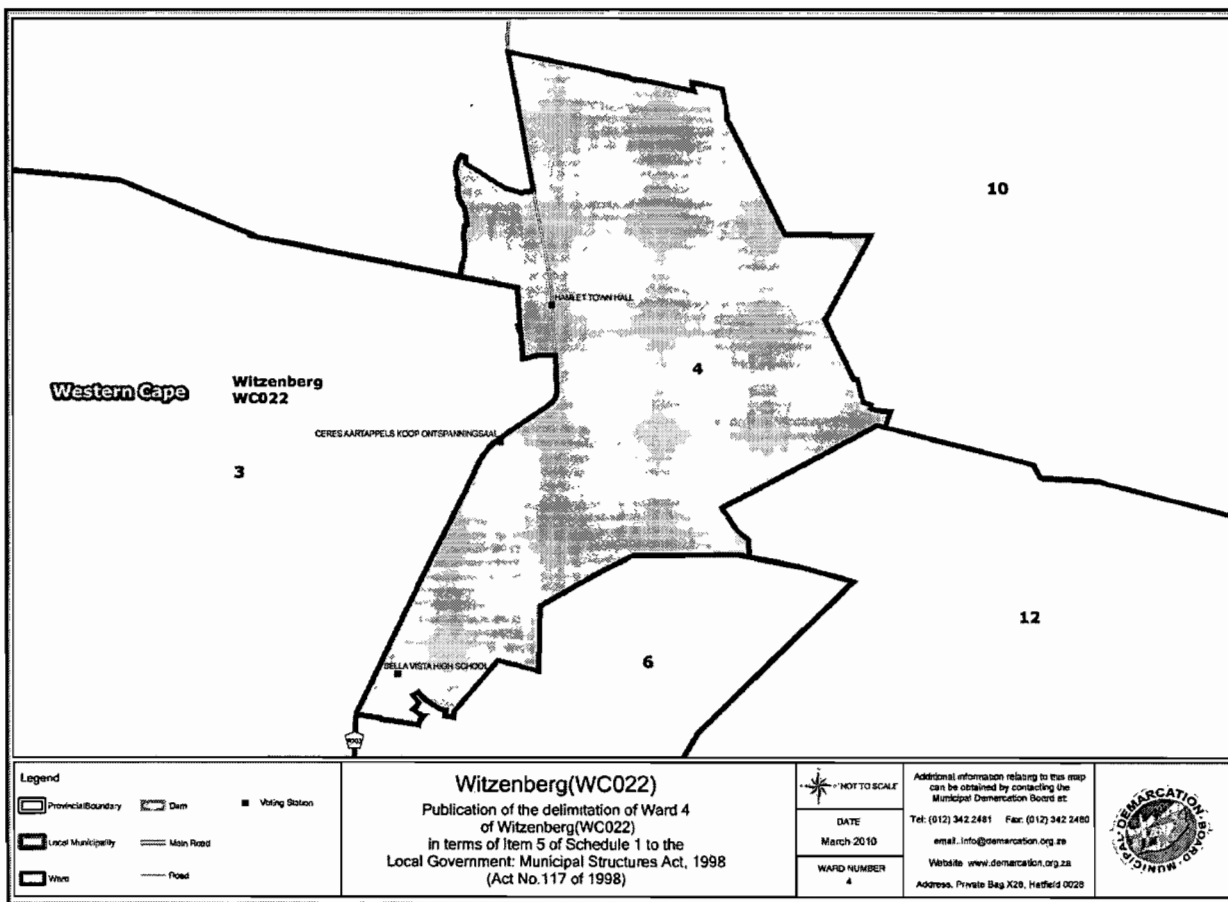 10
HAMLET TOWN HALL
4
Western Cape
Witzenberg
WC022
CERES AARTAPPELS KOOP ONTSPANNINGSAAL
3
12
6
BELLA VISTA HIGH SCHOOL
Legend
Provincial Boundary
Dam
Voting Station
Local Municipality
Main Road
Road
Witzenberg(WC022)
Publication of the delimitation of Ward 4
of Witzenberg(WC022)
in terms of Item 5 of Schedule 1 to the
Local Government: Municipal Structures Act, 1998
(Act No.117 of 1998)
NOT TO SCALE
DATE
March 2010
WARD NUMBER
4
Additional information relating to this map
can be obtained by contacting the
Municipal Demarcation Board at:
Tel: (012) 342 2481 Fax: (012) 342 2480
email. info@demarcation.org.za
Website www.demarcation.org.za
Address. Private Bag X28, Hatfield 0028
MUNICIPAL DEMARCATION BOARD